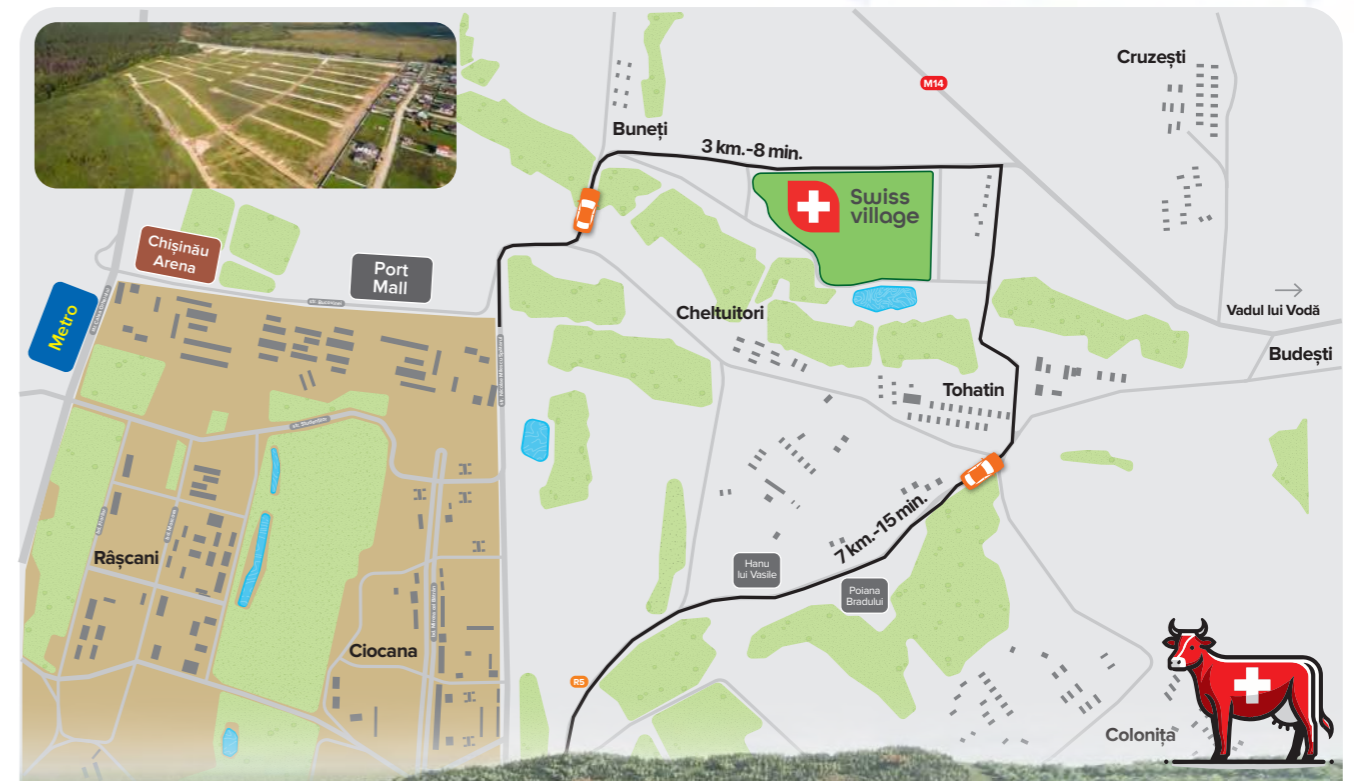 Cruzești
M14
Buneți
3 km.-8 min.
Swiss
village
Chișinău
Arena
Port
Mall
Metro
Vadul lui Vodă
Cheltuitori
Budești
Tohatin
7 km.-15 min.
Râșcani
Hanu
lui Vasile
Poiana
Bradului
Ciocana
R5
Colonița